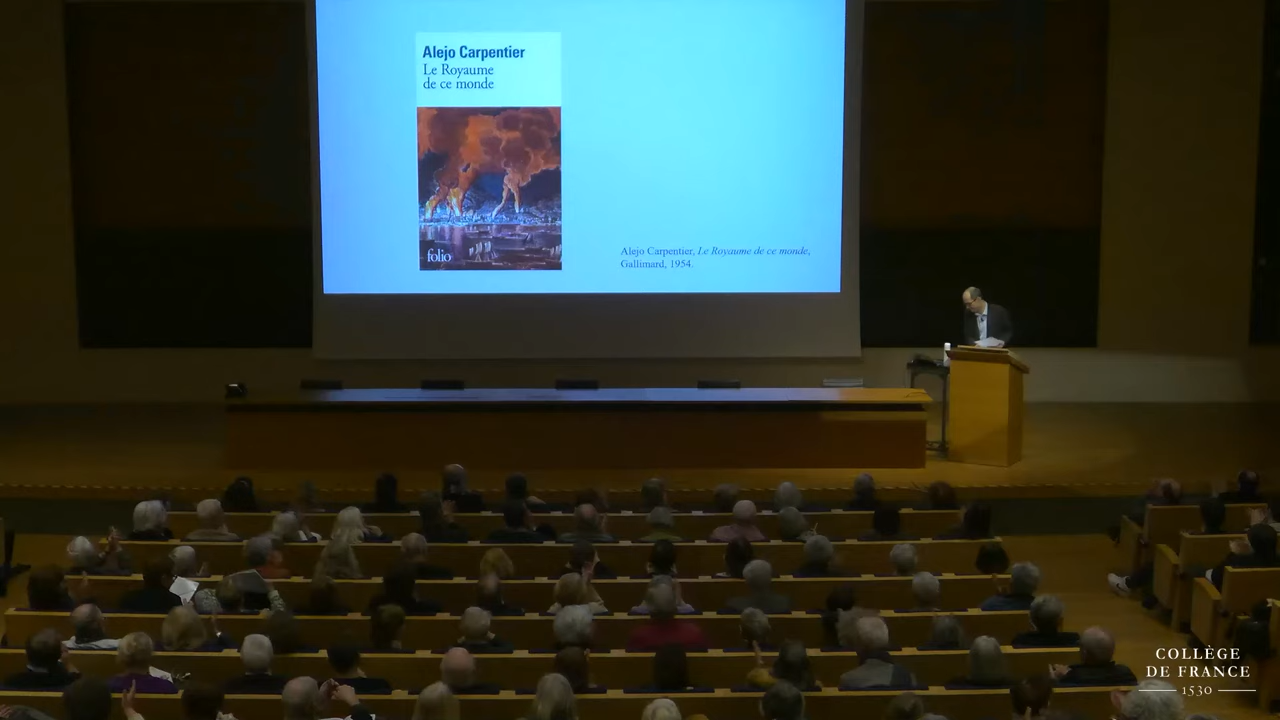 Alejo Carpentier
Le Royaume
de ce monde
folio
Alejo Carpentier, Le Royaume de ce monde,
Gallimard, 1954.
COLLÈGE
DE FRANCE
1530